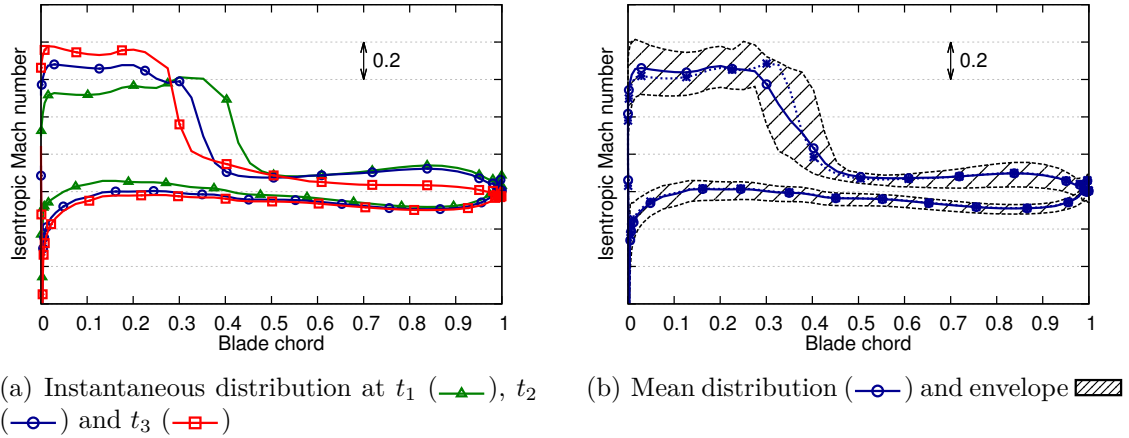 Isentropic Mach number
0.2
0 0.1 0.2 0.3 0.4 0.5 0.6 0.7 0.8 0.9 1
Blade chord
Isentropic Mach number
0.2
0 0.1 0.2 0.3 0.4 0.5 0.6 0.7 0.8 0.9 1
Blade chord
(a) Instantaneous distribution at t₁ ( ), t₂
( ) and t₃ ( )
(b) Mean distribution ( ) and envelope